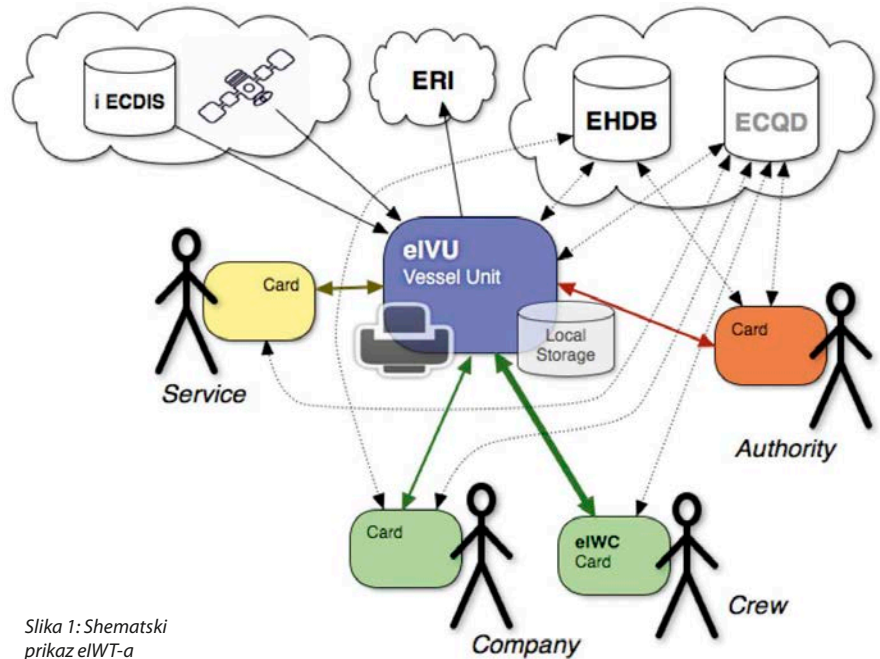 i ECDIS
ERI
EHDB
ECQD
eIVU
Vessel Unit
Card
Service
Local
Storage
Card
Authority
Card
Company
eIWC
Card
Crew
Slika 1: Shematski
prikaz eIWT-a